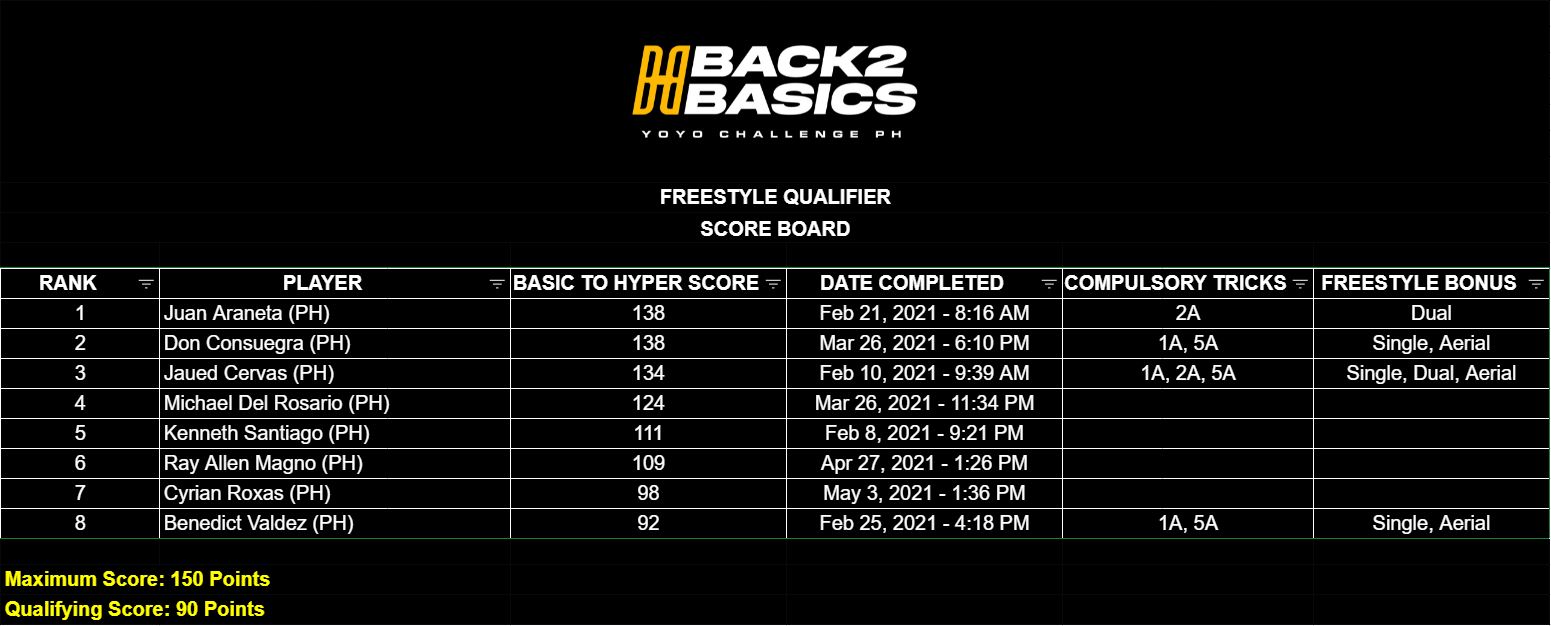 BACK2
BASICS
YOYO CHALLENGE PH
FREESTYLE QUALIFIER
SCORE BOARD
RANK PLAYER BASIC TO HYPER SCORE DATE COMPLETED COMPULSORY TRICKS FREESTYLE BONUS
1 Juan Araneta (PH) 138 Feb 21, 2021 - 8:16 AM 2A Dual
2 Don Consuegra (PH) 138 Mar 26, 2021 - 6:10 PM 1A, 5A Single, Aerial
3 Jaued Cervas (PH) 134 Feb 10, 2021 - 9:39 AM 1A, 2A, 5A Single, Dual, Aerial
4 Michael Del Rosario (PH) 124 Mar 26, 2021 - 11:34 PM
5 Kenneth Santiago (PH) 111 Feb 8, 2021 - 9:21 PM
6 Ray Allen Magno (PH) 109 Apr 27, 2021 - 1:26 PM
7 Cyrian Roxas (PH) 98 May 3, 2021 - 1:36 PM
8 Benedict Valdez (PH) 92 Feb 25, 2021 - 4:18 PM 1A, 5A Single, Aerial
Maximum Score: 150 Points
Qualifying Score: 90 Points